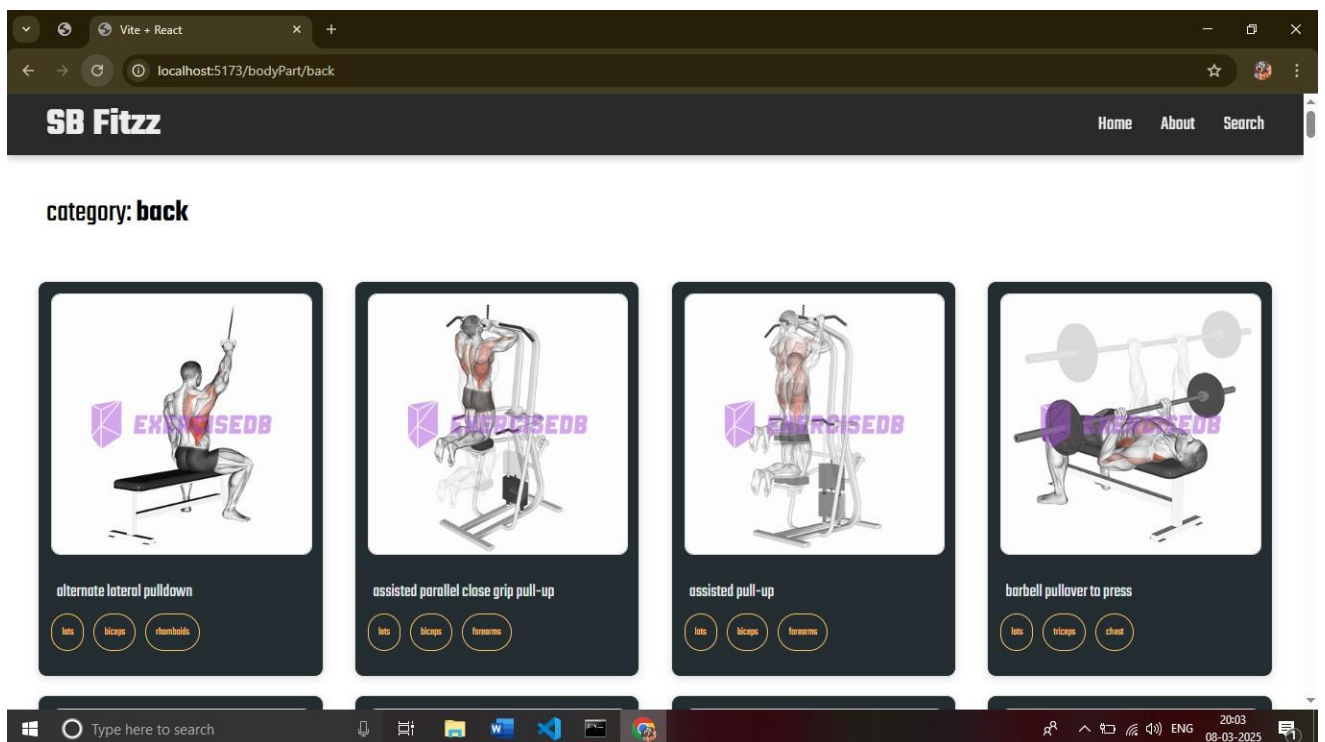 Vite + React
localhost:5173/bodyPart/back
SB Fitzz
Home About Search
category: back
EXERCISEDB EXERCISEDB EXERCISEDB EXERCISEDB
alternate lateral pulldown
lats biceps rhomboids
assisted parallel close grip pull-up
lats biceps forearms
assisted pull-up
lats biceps forearms
barbell pullover to press
lats triceps chest
Type here to search
ENG
20:03
08-03-2025
1